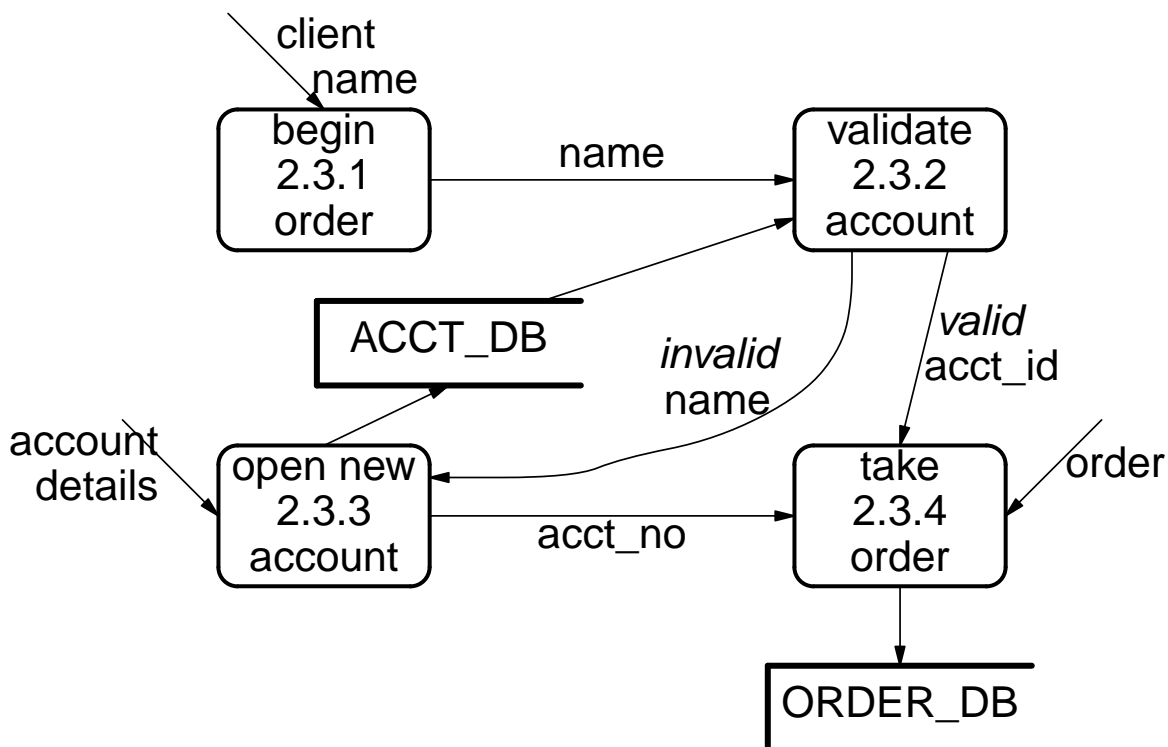 client
name
begin
2.3.1
order
name
validate
2.3.2
account
ACCT_DB
invalid
name
valid
acct_id
account
details
open new
2.3.3
account
acct_no
take
2.3.4
order
order
ORDER_DB